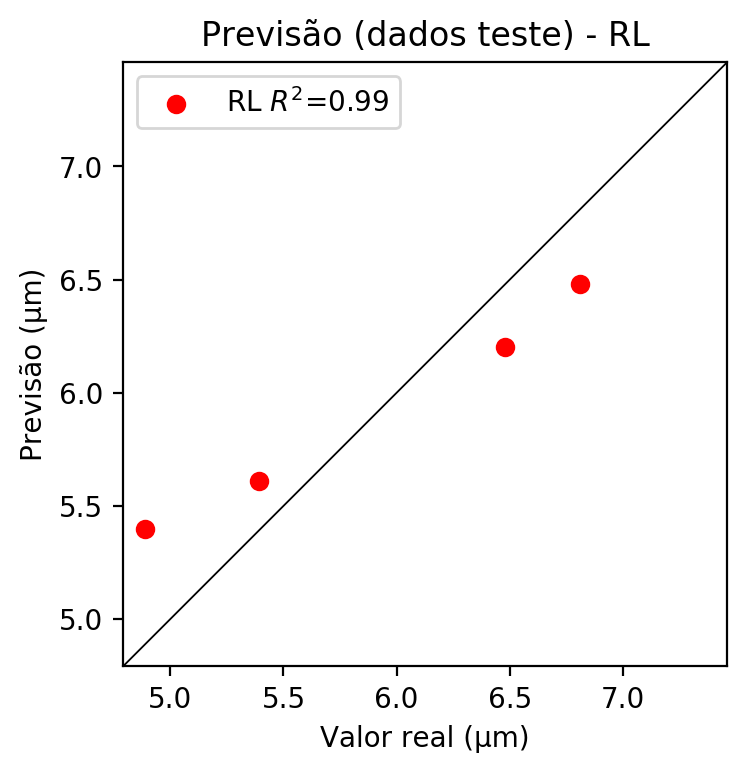 Previsão (dados teste) - RL
RL R²=0.99
Previsão (μm)
7.0
6.5
6.0
5.5
5.0
5.0 5.5 6.0 6.5 7.0
Valor real (μm)